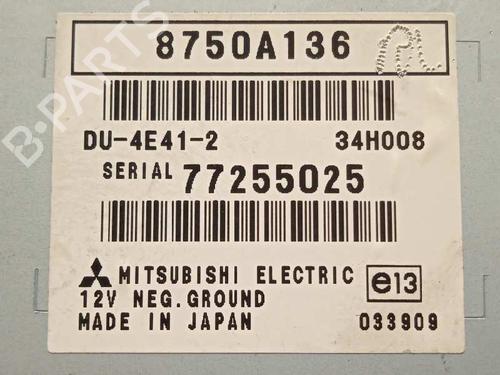 8750A136
DU-4E41-2 34H008
SERIAL 77255025
MITSUBISHI ELECTRIC e13
12V NEG.GROUND
MADE IN JAPAN 033909
B-PARTS